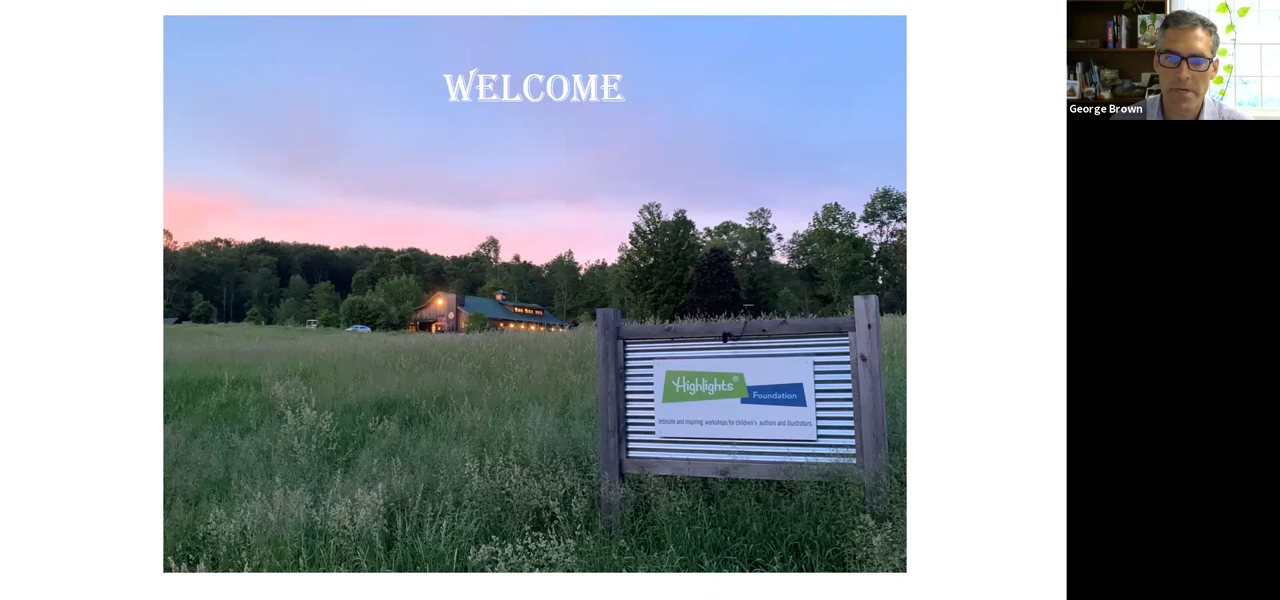 WELCOME
George Brown
Highlights®
Foundation
Intimate and inspiring workshops for children's authors and illustrators